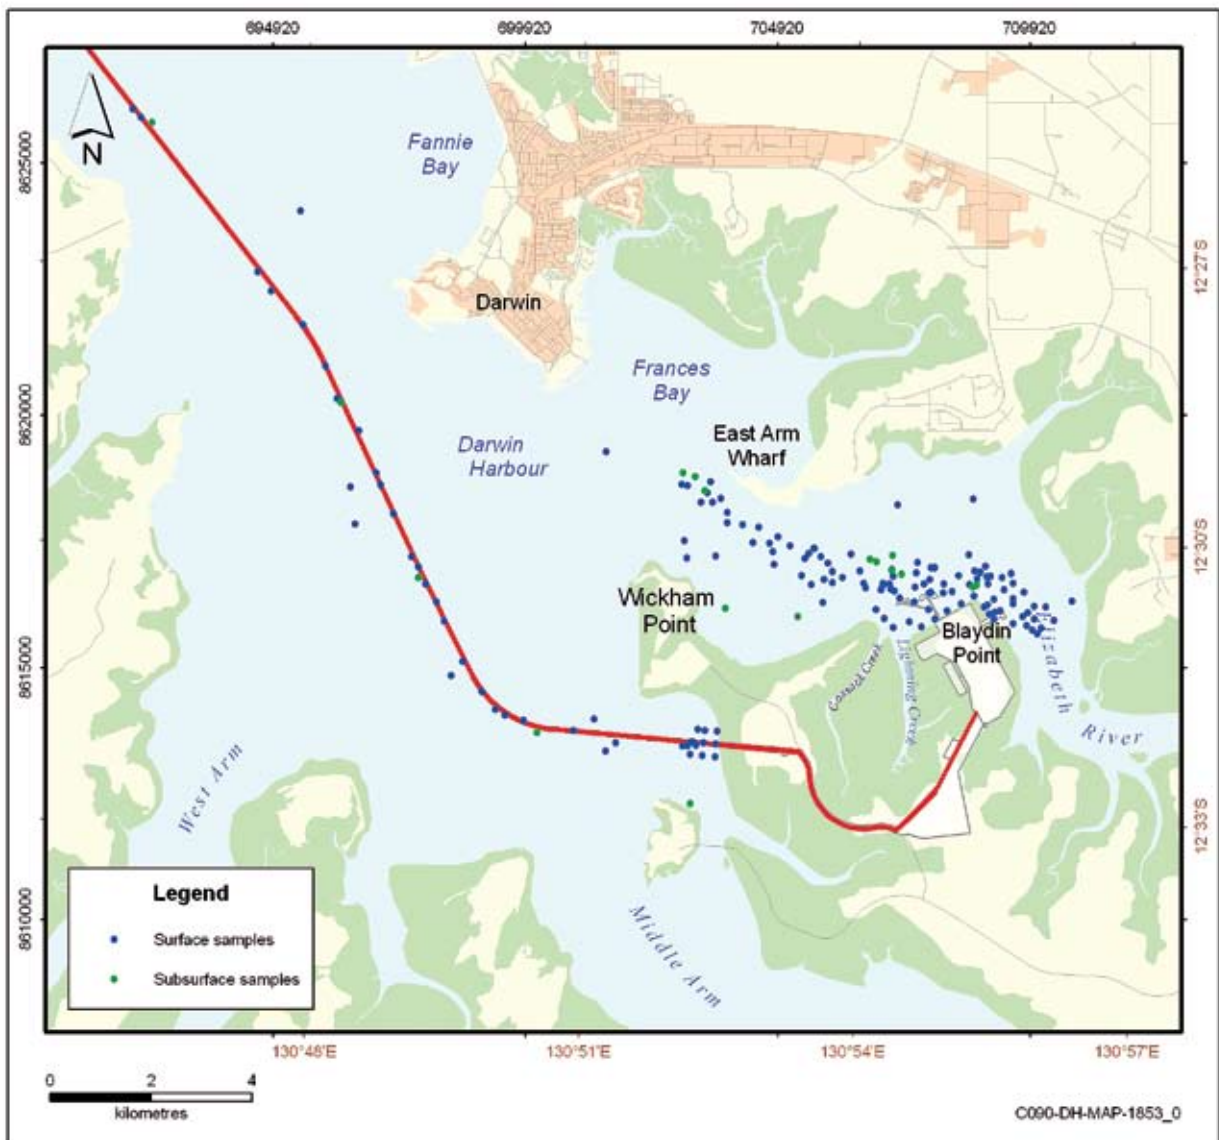 694920
699920
704920
709920
N
Fannie
Bay
8625000
12°27'S
Darwin
Frances
Bay
8620000
Darwin
Harbour
East Arm
Wharf
12°30'S
Wickham
Point
8615000
Blaydin
Point
Cossack Creek
Lightning Creek
Elizabeth
River
West Arm
12°33'S
Middle Arm
8610000
Legend
Surface samples
Subsurface samples
130°48'E
130°51'E
130°54'E
130°57'E
0 2 4
kilometres
C090-DH-MAP-1853_0